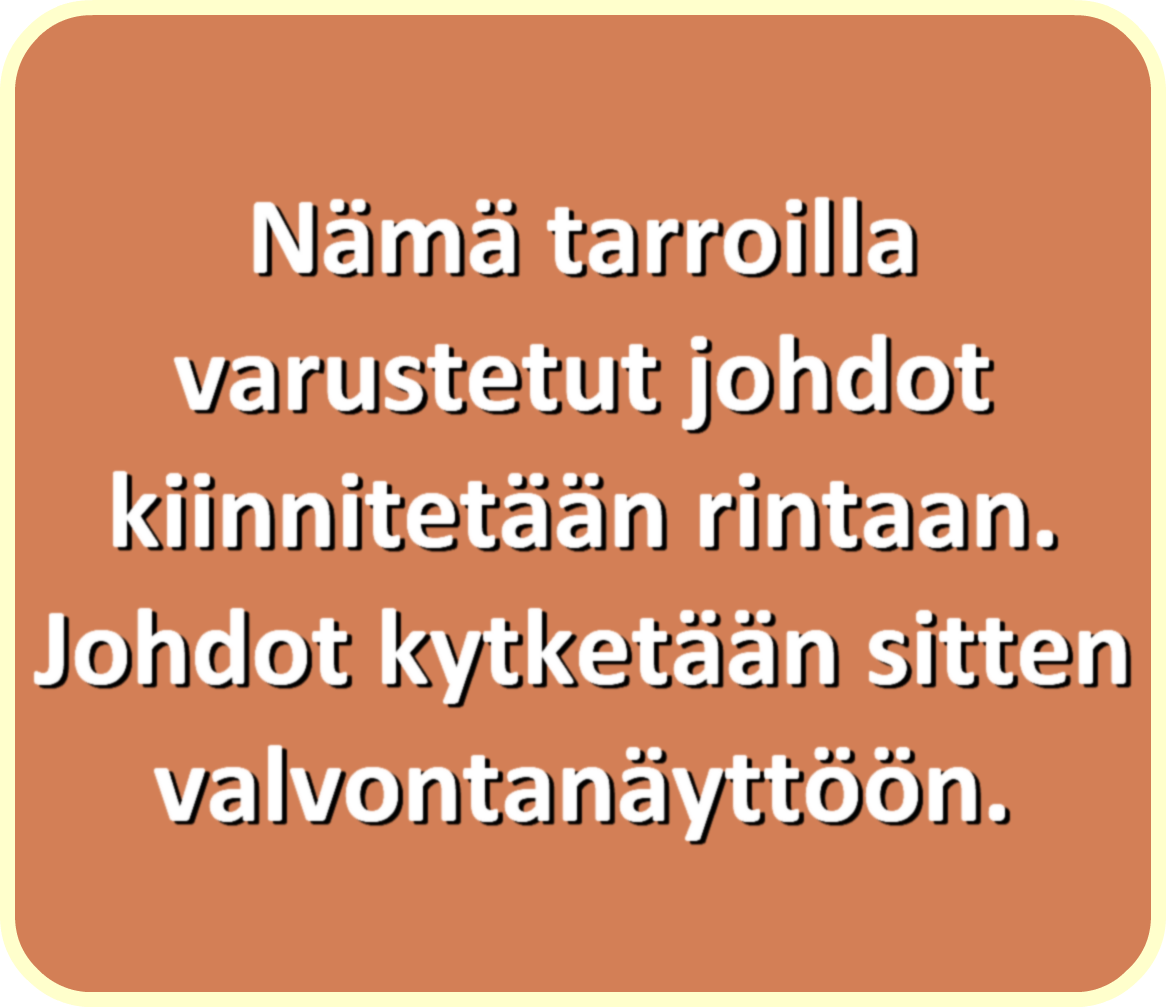 Nämä tarroilla
varustetut johdot
kiinnitetään rintaan.
Johdot kytketään sitten
valvontanäyttöön.